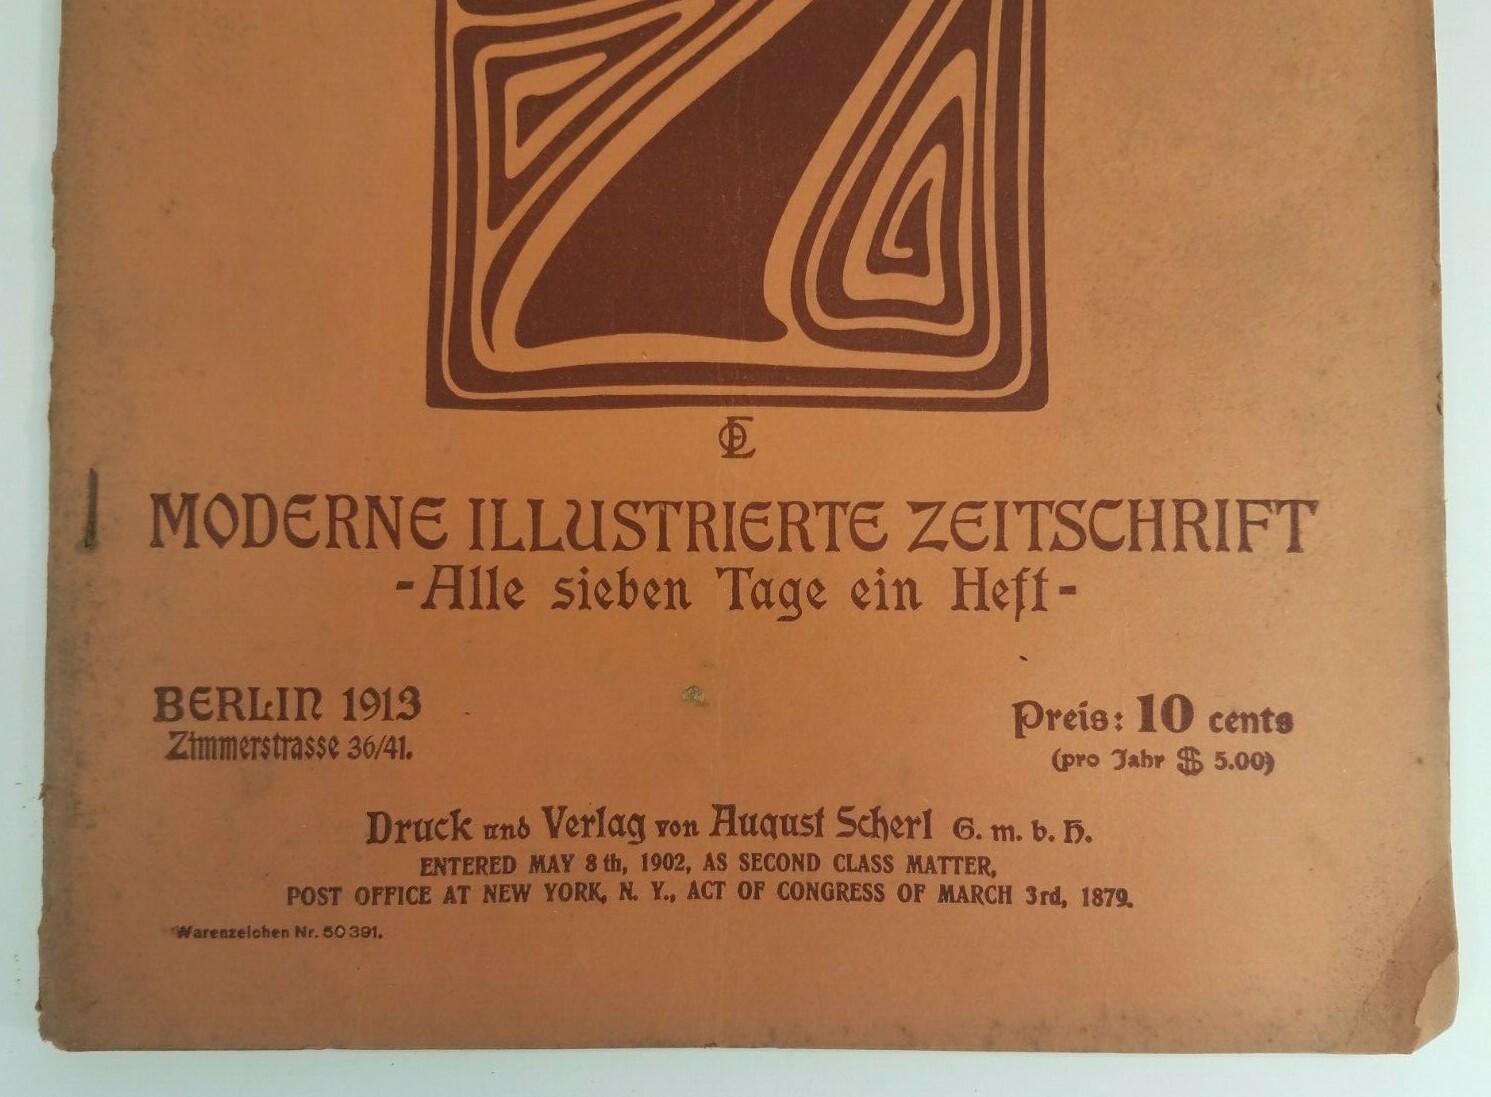 MODERNE ILLUSTRIERTE ZEITSCHRIFT
-Alle sieben Tage ein Heft-
BERLIN 1913
Zimmerstrasse 36/41.
Preis: 10 cents
(pro Jahr $ 5.00)
Druck und Verlag von August Scherl G. m. b. H.
ENTERED MAY 8th, 1902, AS SECOND CLASS MATTER,
POST OFFICE AT NEW YORK, N. Y., ACT OF CONGRESS OF MARCH 3rd, 1879.
Warenzeichen Nr. 50391.